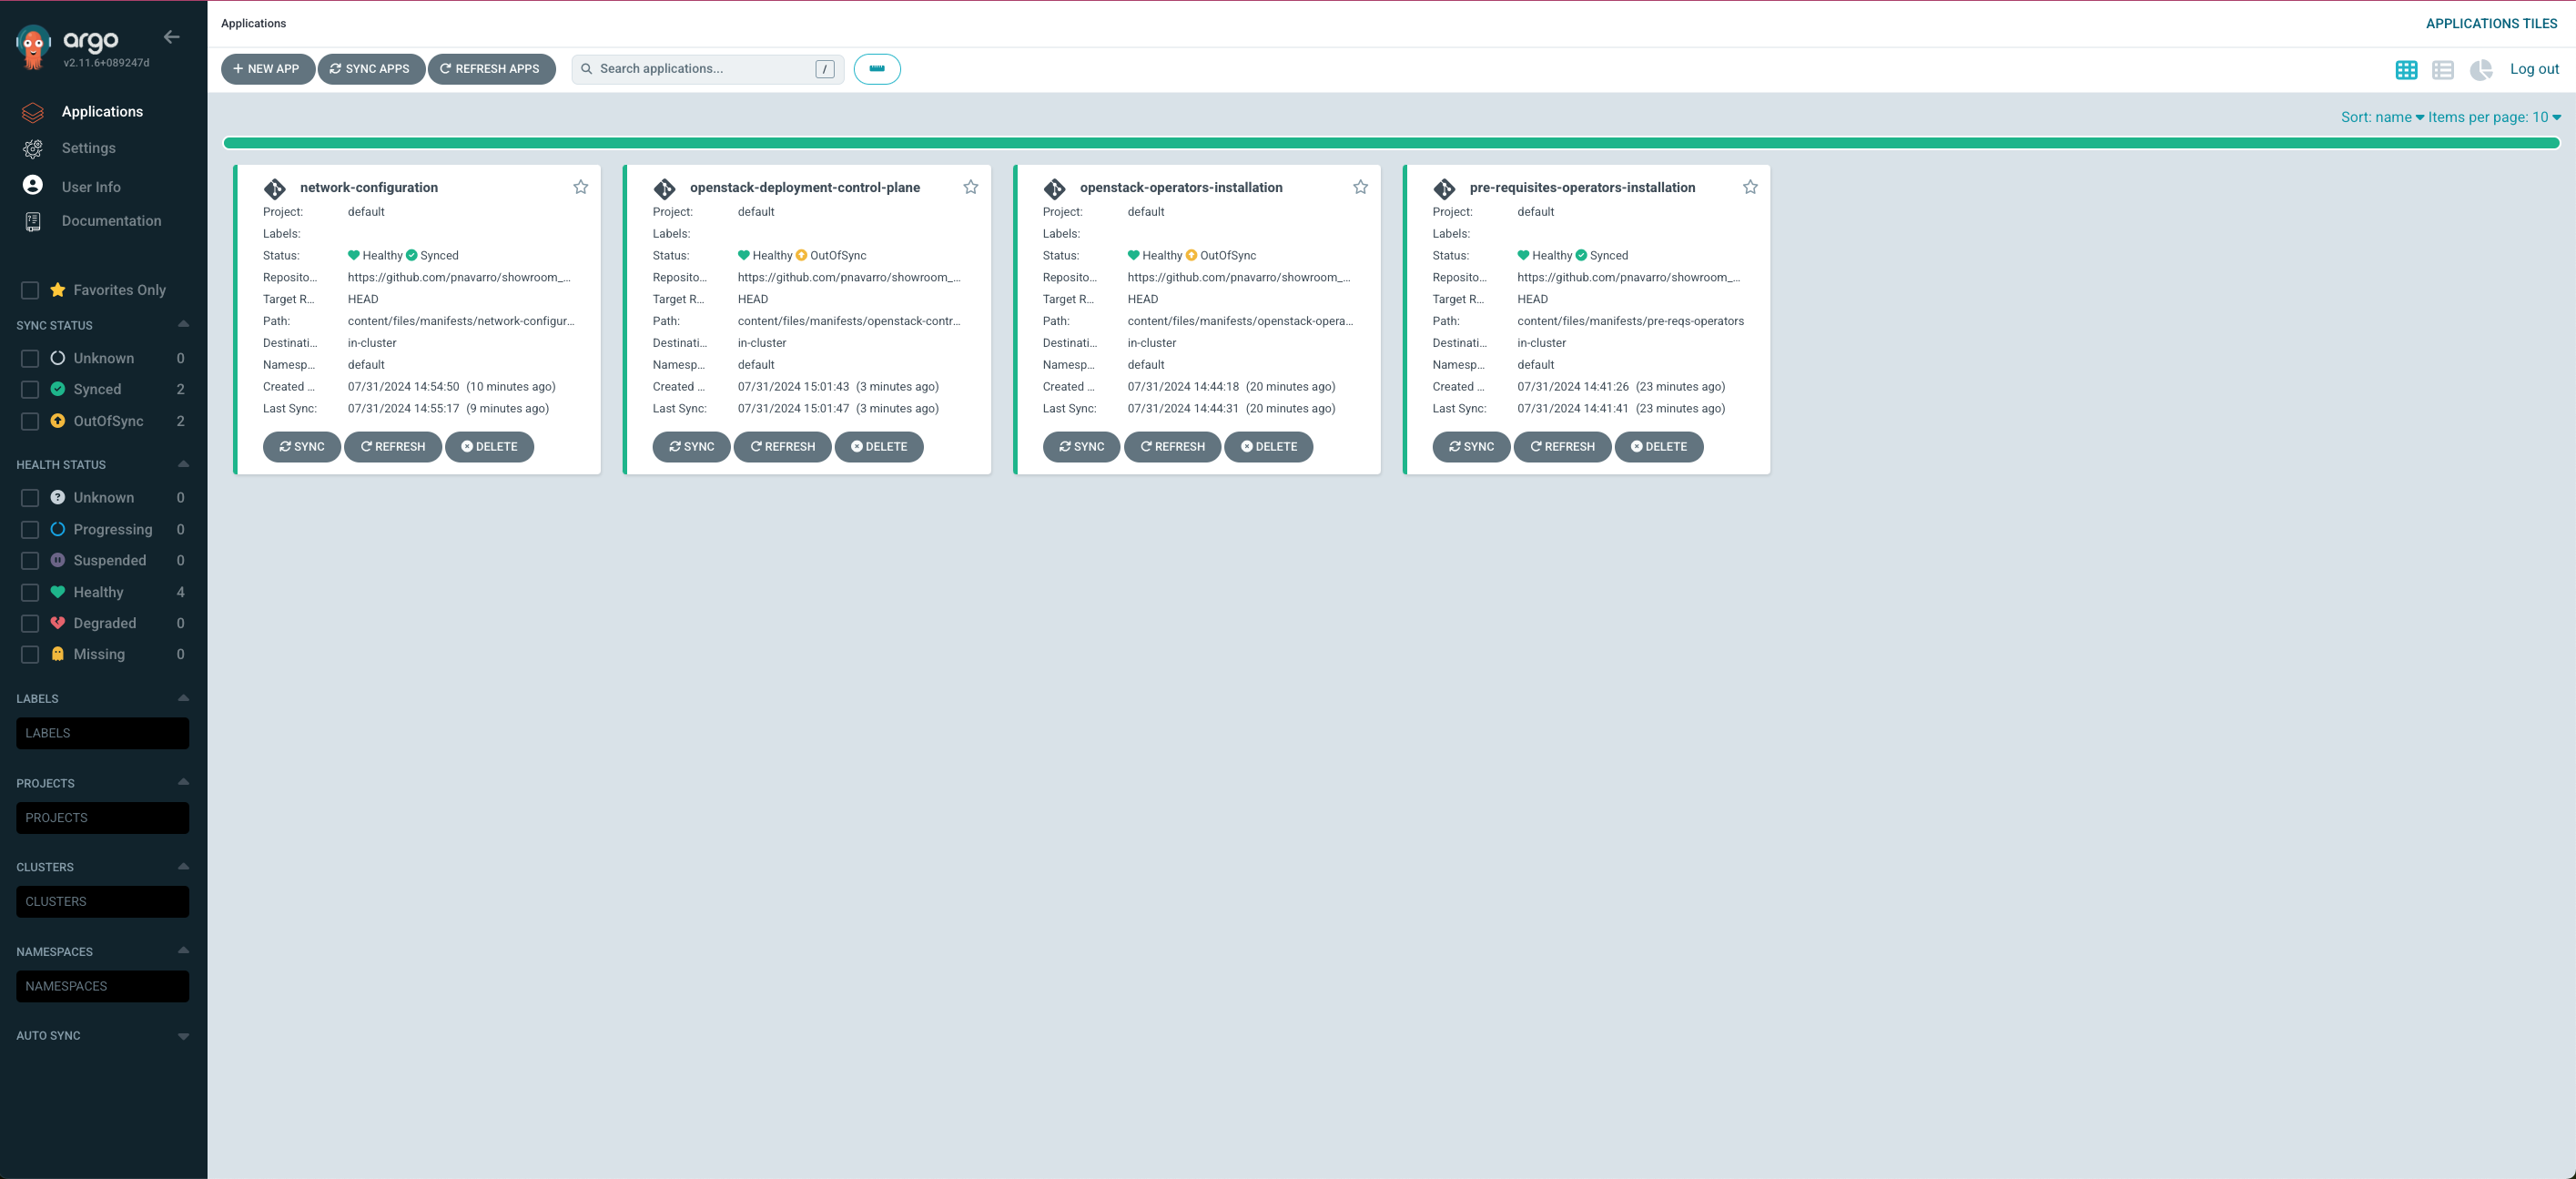 argo
v2.11.6+089247d
Applications
Settings
User Info
Documentation
Favorites Only
SYNC STATUS
Unknown 0
Synced 2
OutOfSync 2
HEALTH STATUS
? Unknown 0
Progressing 0
Suspended 0
Healthy 4
Degraded 0
Missing 0
LABELS
LABELS
PROJECTS
PROJECTS
CLUSTERS
CLUSTERS
NAMESPACES
NAMESPACES
AUTO SYNC
Applications
APPLICATIONS TILES
+ NEW APP SYNC APPS REFRESH APPS Search applications... / Log out
Sort: name Items per page: 10
network-configuration
Project: default
Labels:
Status: Healthy Synced
Reposito... https://github.com/pnavarro/showroom_...
Target R... HEAD
Path: content/files/manifests/network-configur...
Destinati... in-cluster
Namesp... default
Created ... 07/31/2024 14:54:50 (10 minutes ago)
Last Sync: 07/31/2024 14:55:17 (9 minutes ago)
SYNC REFRESH DELETE
openstack-deployment-control-plane
Project: default
Labels:
Status: Healthy OutOfSync
Reposito... https://github.com/pnavarro/showroom_...
Target R... HEAD
Path: content/files/manifests/openstack-contr...
Destinati... in-cluster
Namesp... default
Created ... 07/31/2024 15:01:43 (3 minutes ago)
Last Sync: 07/31/2024 15:01:47 (3 minutes ago)
SYNC REFRESH DELETE
openstack-operators-installation
Project: default
Labels:
Status: Healthy OutOfSync
Reposito... https://github.com/pnavarro/showroom_...
Target R... HEAD
Path: content/files/manifests/openstack-opera...
Destinati... in-cluster
Namesp... default
Created ... 07/31/2024 14:44:18 (20 minutes ago)
Last Sync: 07/31/2024 14:44:31 (20 minutes ago)
SYNC REFRESH DELETE
pre-requisites-operators-installation
Project: default
Labels:
Status: Healthy Synced
Reposito... https://github.com/pnavarro/showroom_...
Target R... HEAD
Path: content/files/manifests/pre-reqs-operators
Destinati... in-cluster
Namesp... default
Created ... 07/31/2024 14:41:26 (23 minutes ago)
Last Sync: 07/31/2024 14:41:41 (23 minutes ago)
SYNC REFRESH DELETE